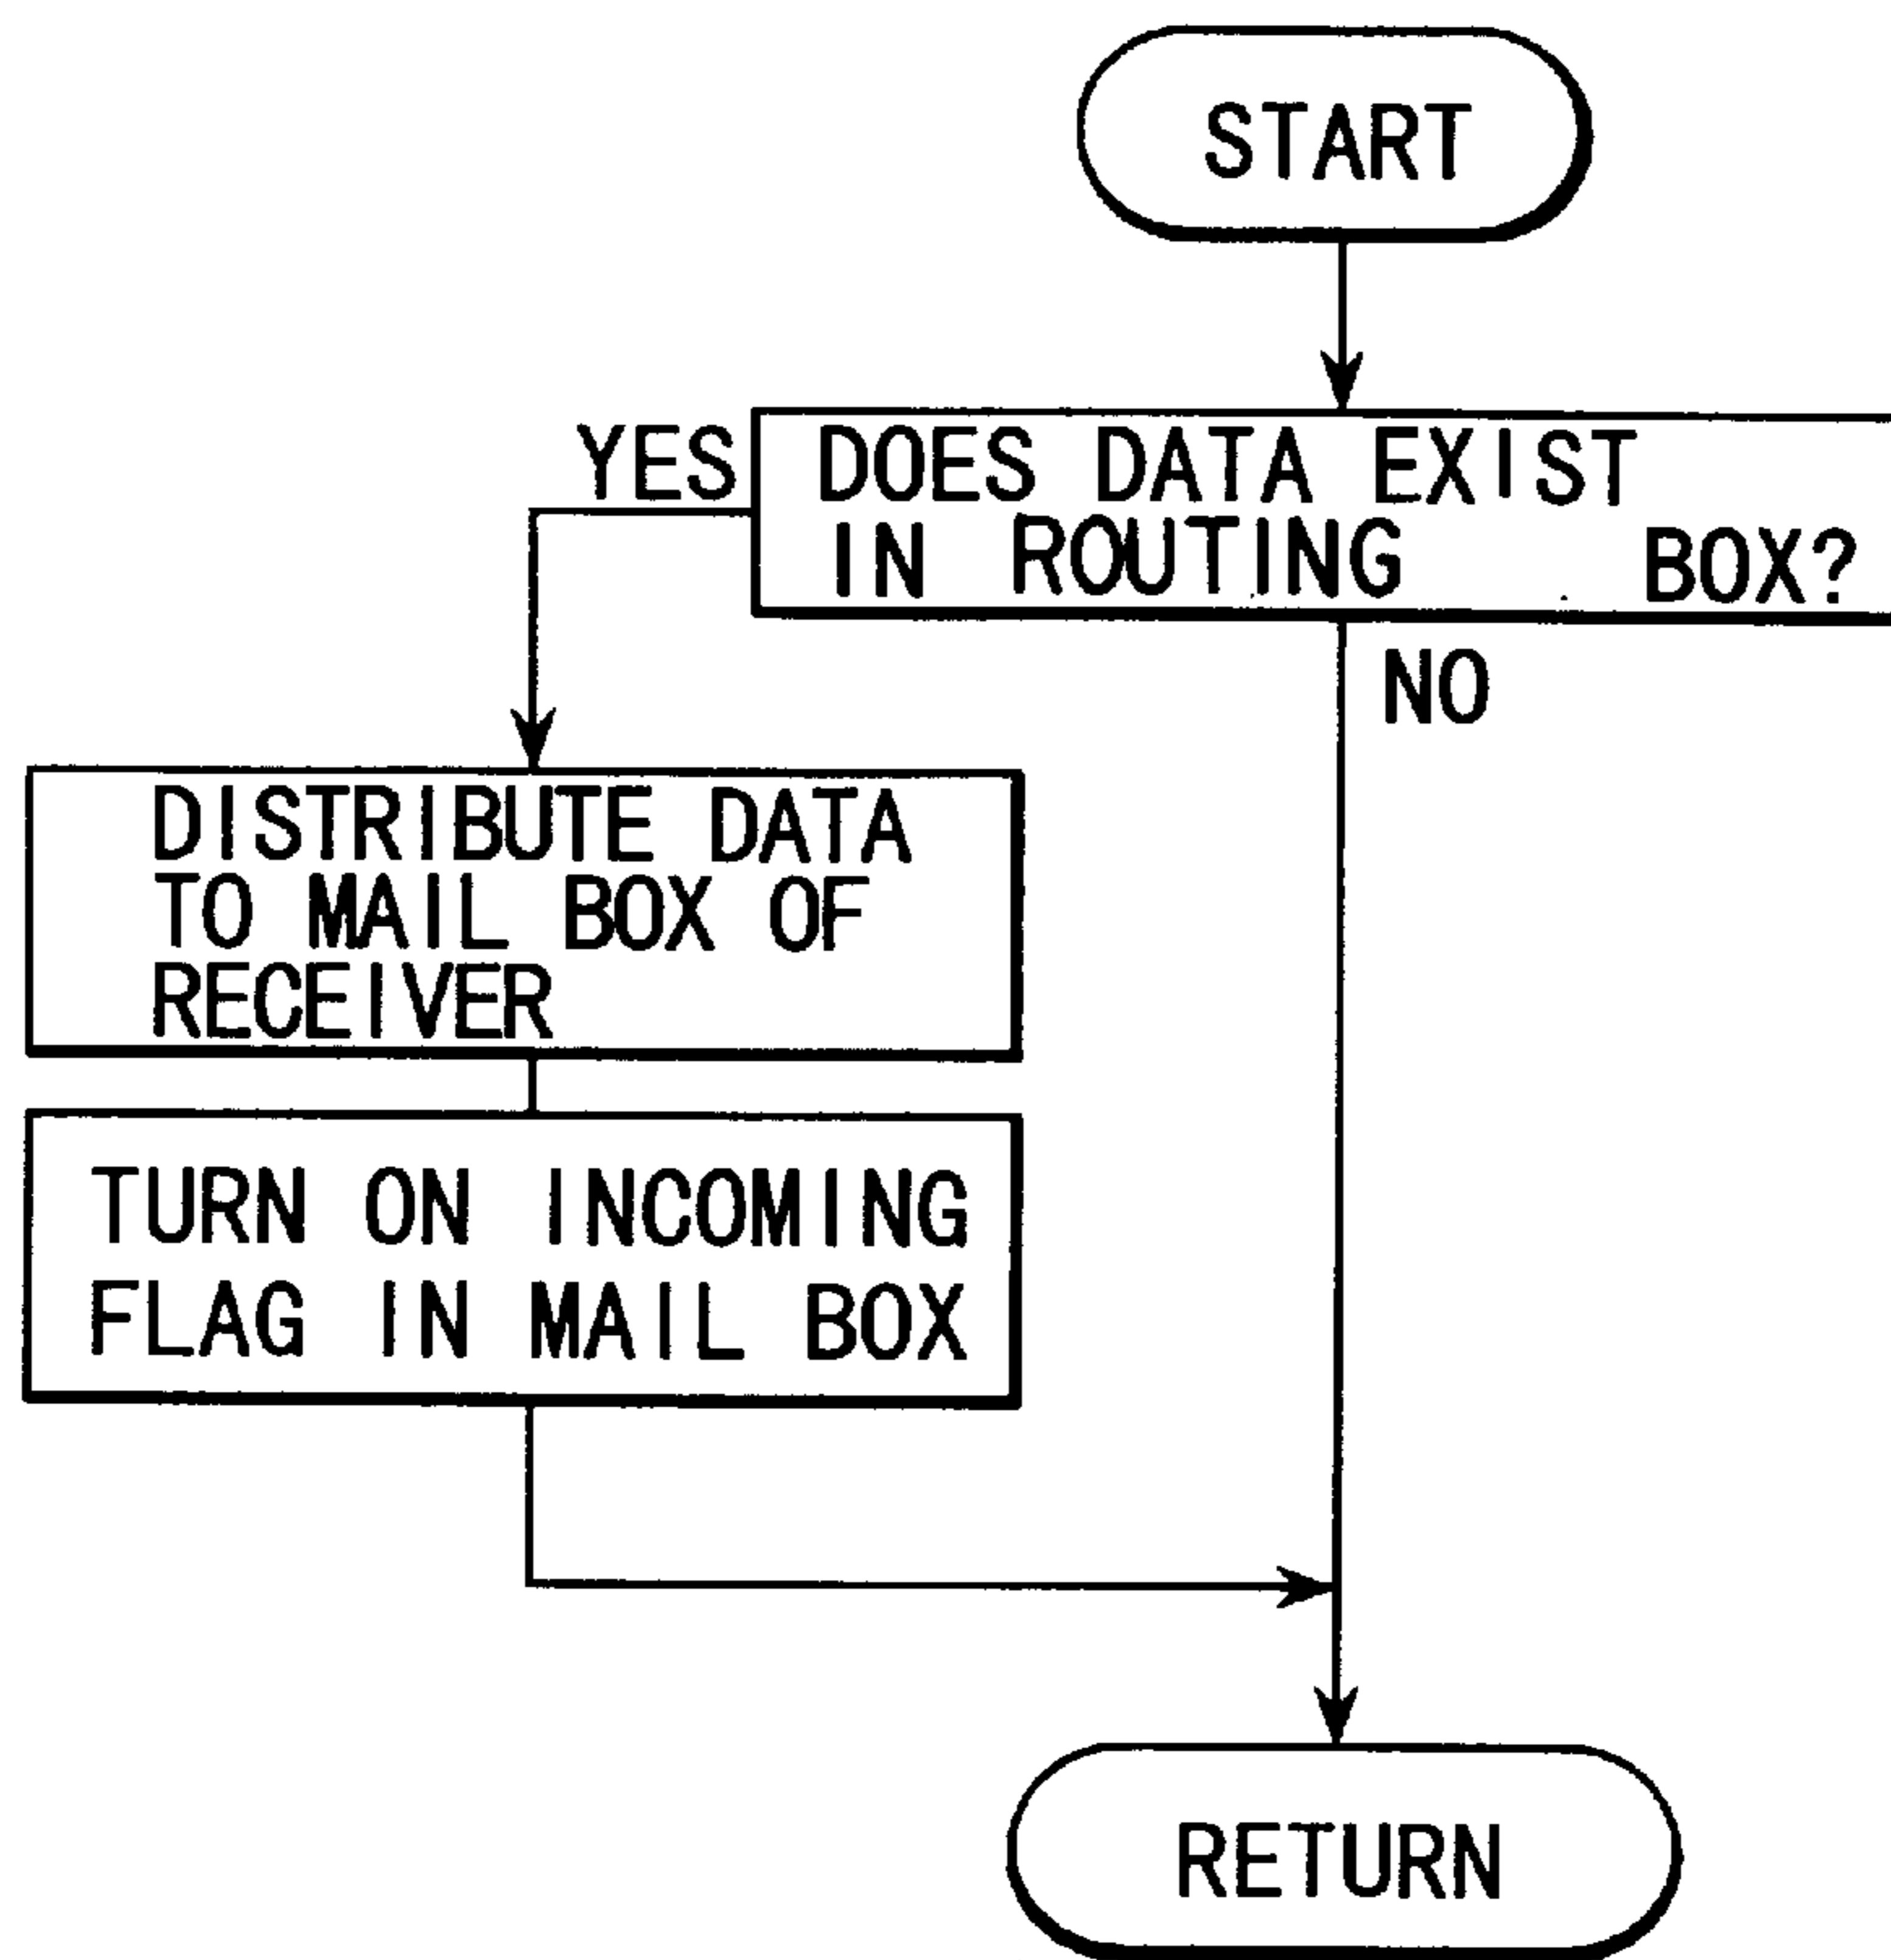 START
YES
DOES DATA EXIST
IN ROUTING BOX?
NO
DISTRIBUTE DATA
TO MAIL BOX OF
RECEIVER
TURN ON INCOMING
FLAG IN MAIL BOX
RETURN